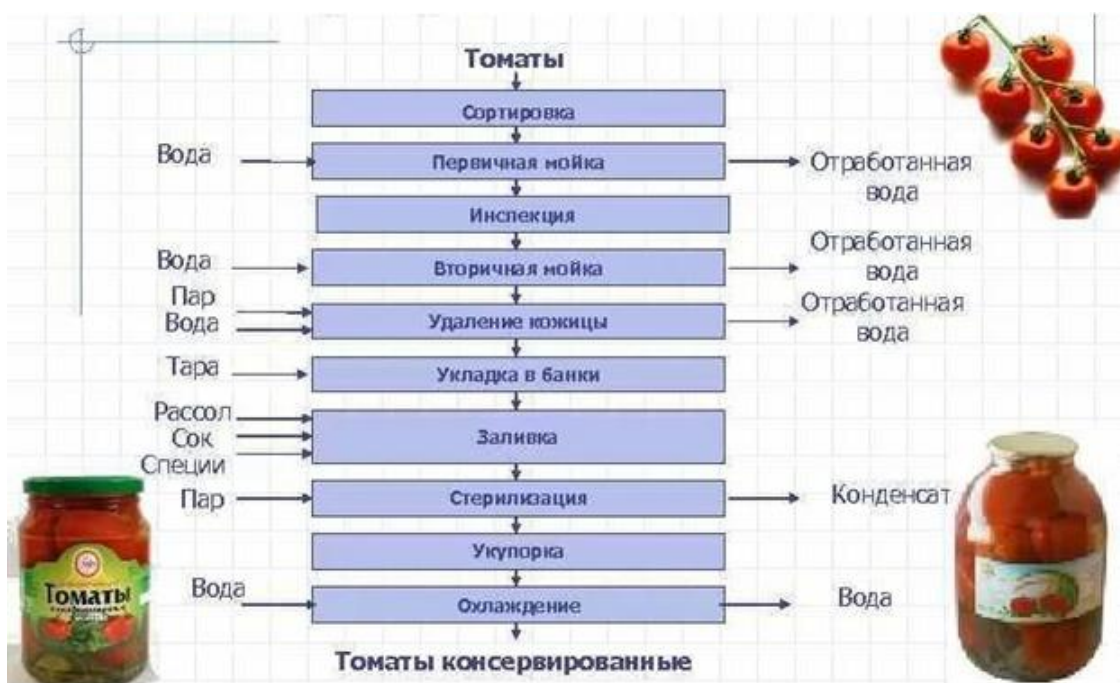 Томаты
Сортировка
Вода
Первичная мойка
Отработанная
вода
Инспекция
Вода
Вторичная мойка
Отработанная
вода
Пар
Вода
Удаление кожицы
Отработанная
вода
Тара
Укладка в банки
Рассол
Сок
Специи
Заливка
Пар
Стерилизация
Конденсат
Укупорка
Вода
Охлаждение
Вода
Томаты консервированные
Томаты